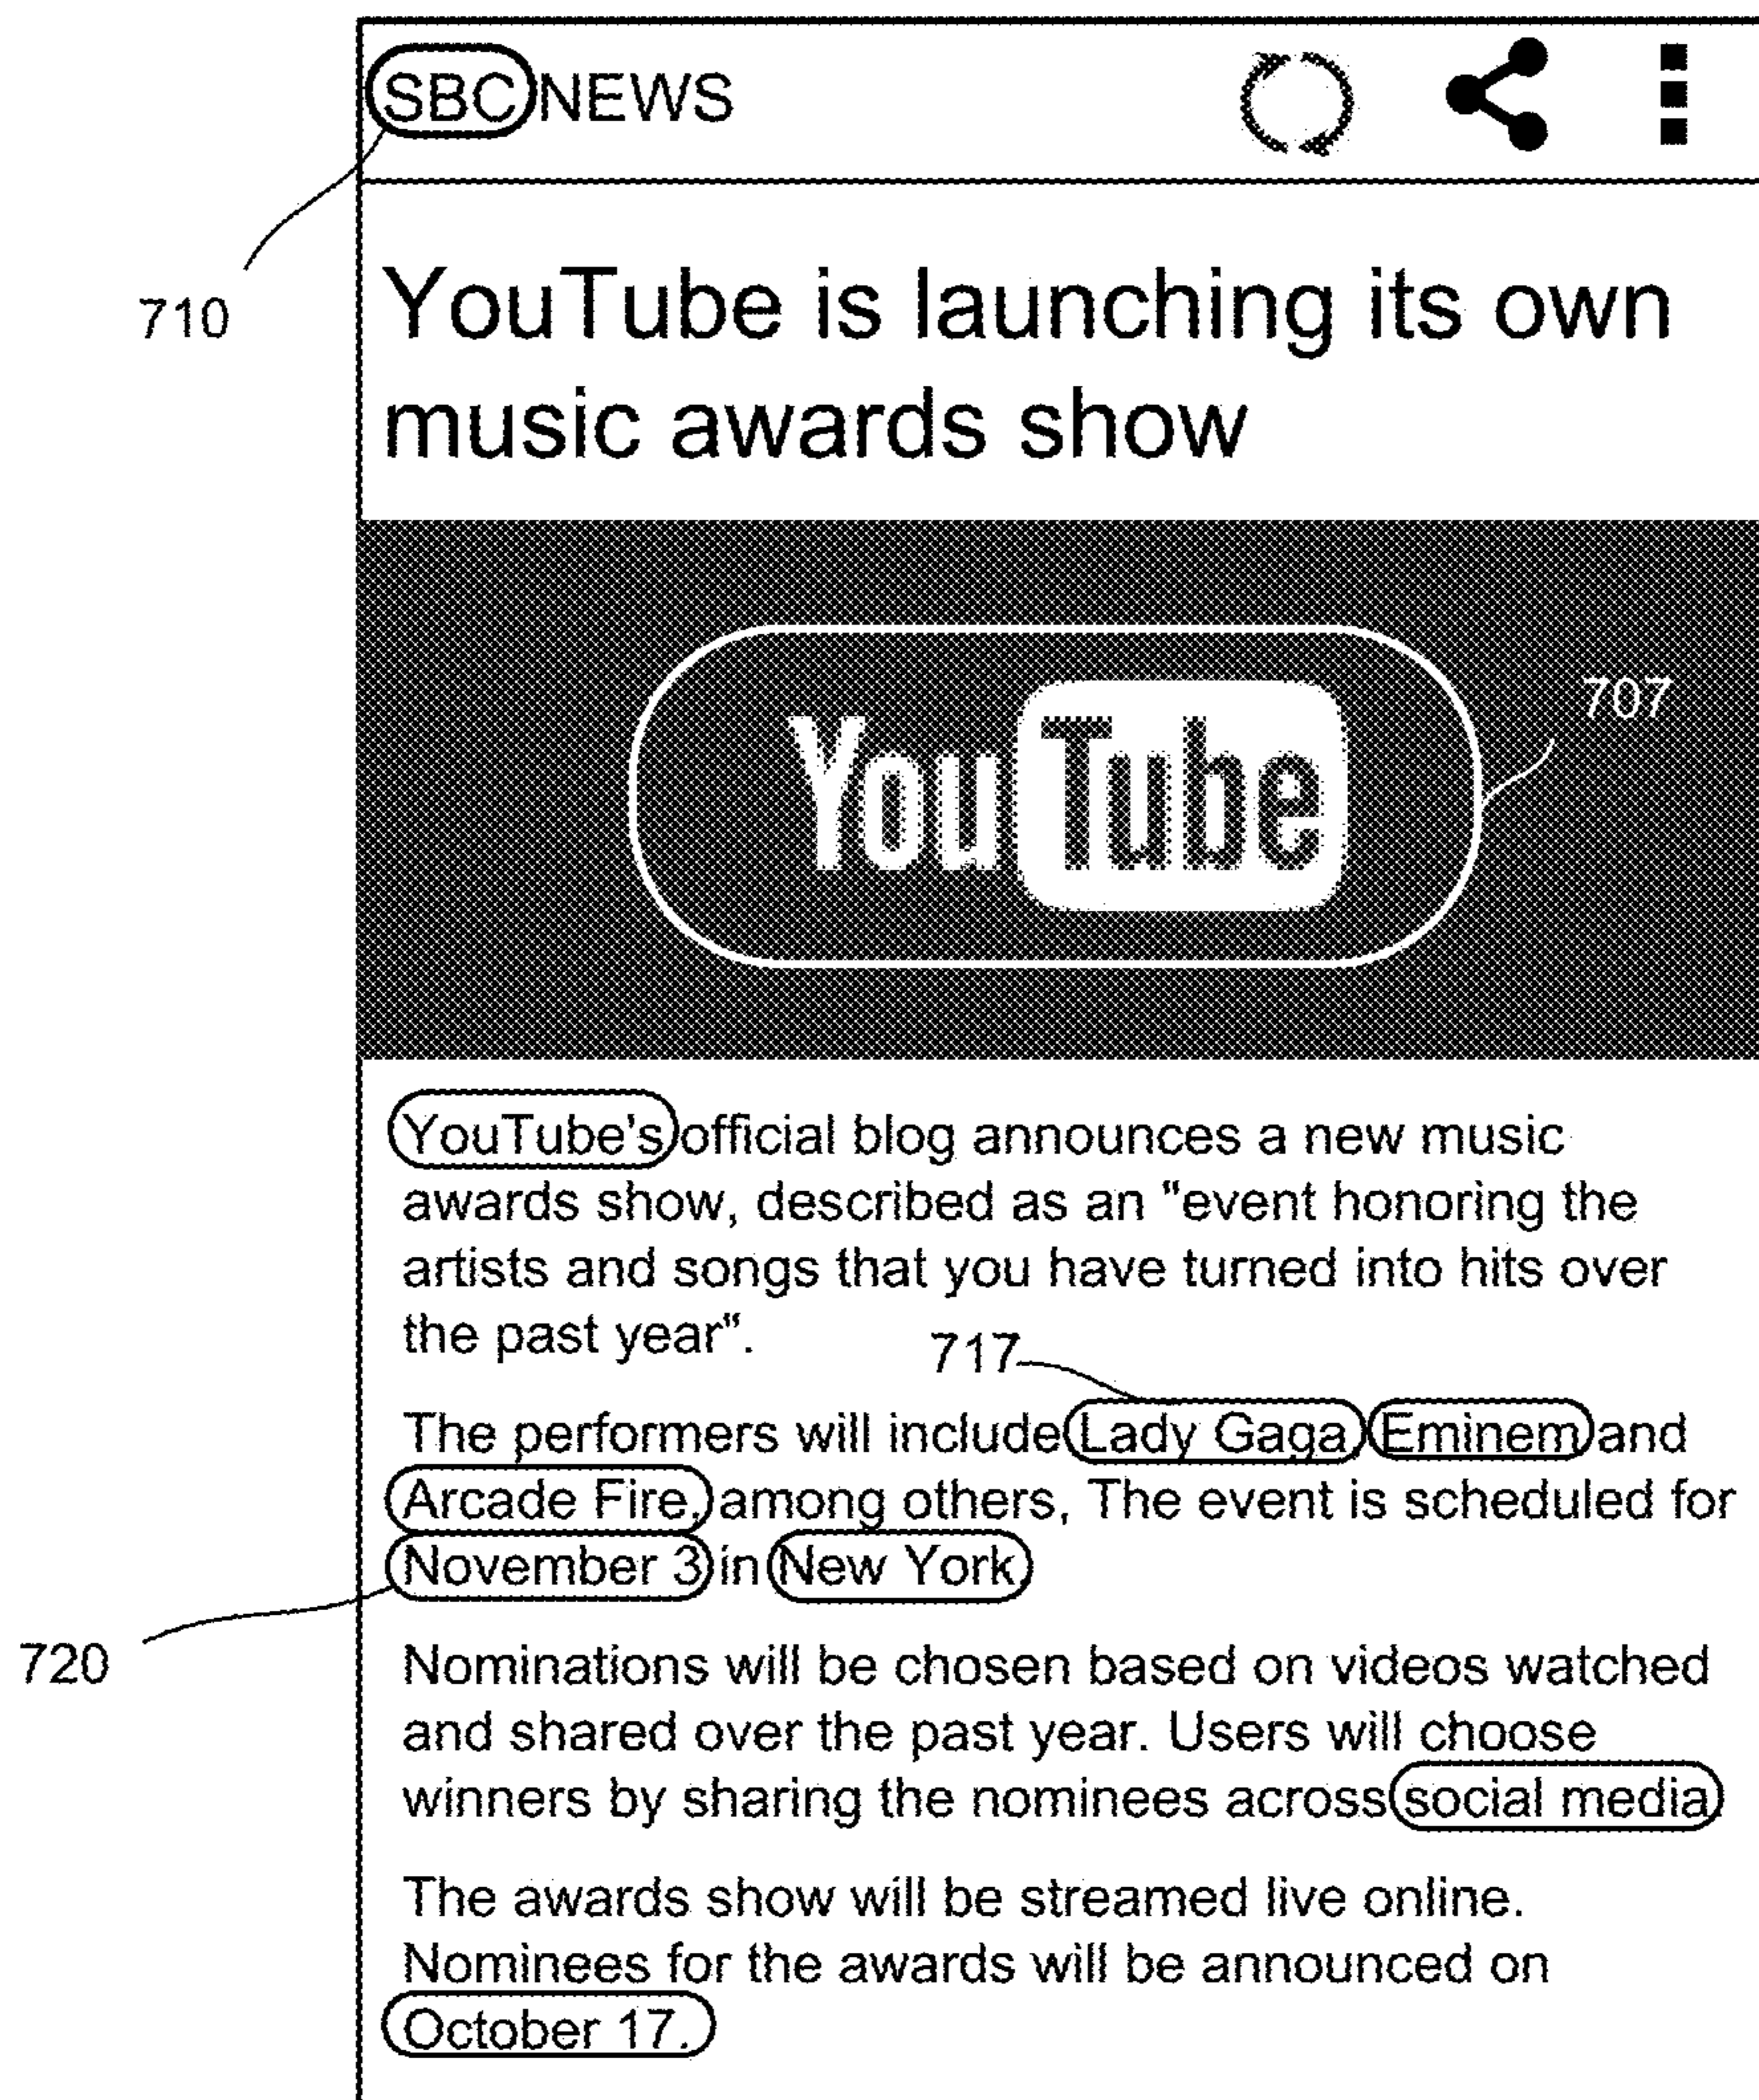 SBC NEWS
710
YouTube is launching its own
music awards show
707
YouTube
YouTube's official blog announces a new music
awards show, described as an "event honoring the
artists and songs that you have turned into hits over
the past year".
717
The performers will include Lady Gaga Eminem and
Arcade Fire, among others, The event is scheduled for
November 3 in New York
720
Nominations will be chosen based on videos watched
and shared over the past year. Users will choose
winners by sharing the nominees across social media
The awards show will be streamed live online.
Nominees for the awards will be announced on
October 17.